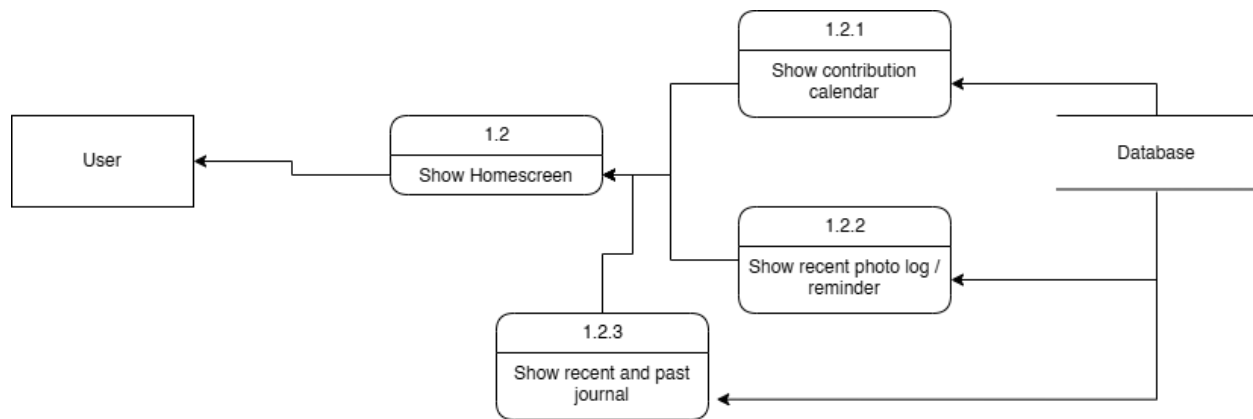 1.2.1
Show contribution
calendar
User
1.2
Show Homescreen
Database
1.2.2
Show recent photo log /
reminder
1.2.3
Show recent and past
journal